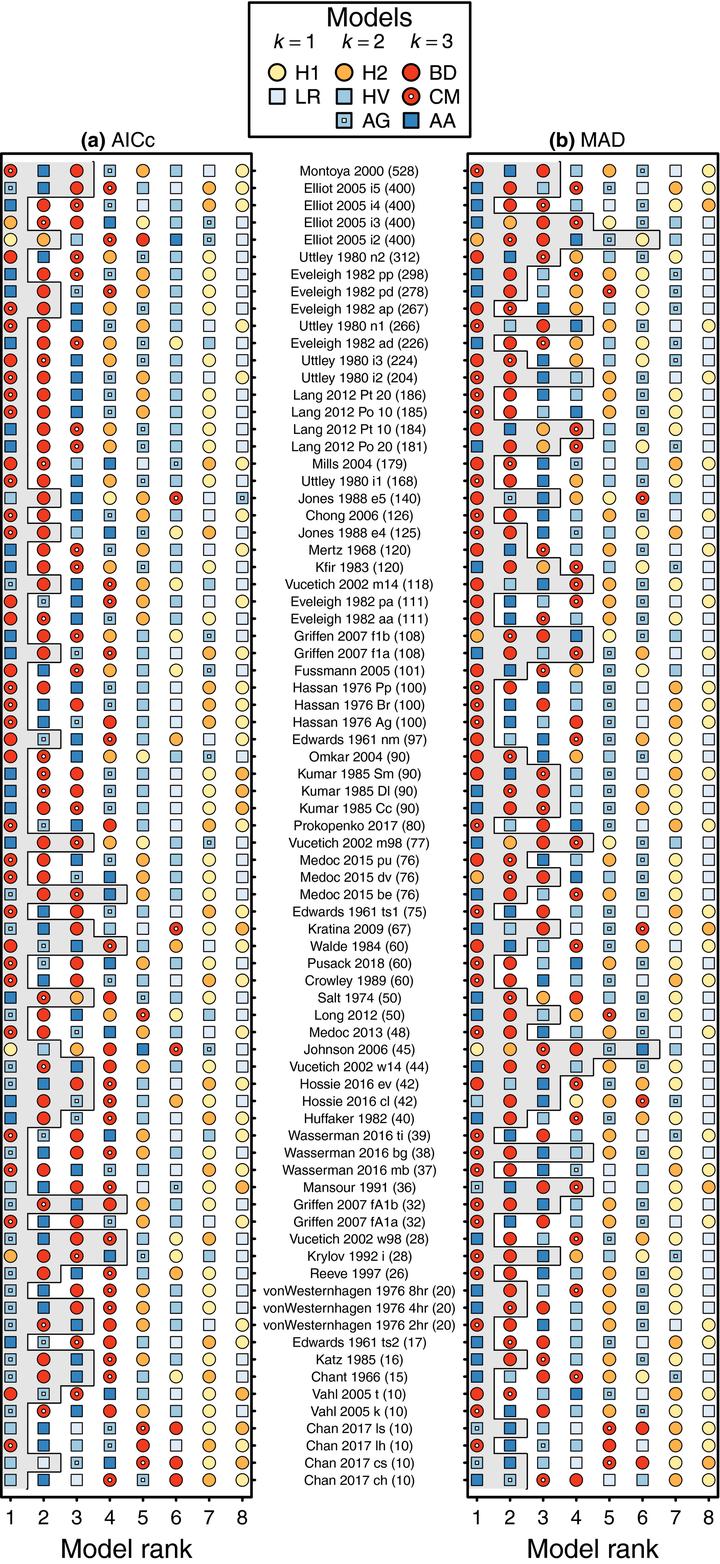 Models
k = 1 k = 2 k = 3
H1 H2 BD
LR HV CM
AG AA
(a) AICc (b) MAD
Montoya 2000 (528)
Elliot 2005 i5 (400)
Elliot 2005 i4 (400)
Elliot 2005 i3 (400)
Elliot 2005 i2 (400)
Uttley 1980 n2 (312)
Eveleigh 1982 pp (298)
Eveleigh 1982 pd (278)
Eveleigh 1982 ap (267)
Uttley 1980 n1 (266)
Eveleigh 1982 ad (226)
Uttley 1980 i3 (224)
Uttley 1980 i2 (204)
Lang 2012 Pt 20 (186)
Lang 2012 Po 10 (185)
Lang 2012 Pt 10 (184)
Lang 2012 Po 20 (181)
Mills 2004 (179)
Uttley 1980 i1 (168)
Jones 1988 e5 (140)
Chong 2006 (126)
Jones 1988 e4 (125)
Mertz 1968 (120)
Kfir 1983 (120)
Vucetich 2002 m14 (118)
Eveleigh 1982 pa (111)
Eveleigh 1982 aa (111)
Griffen 2007 f1b (108)
Griffen 2007 f1a (108)
Fussmann 2005 (101)
Hassan 1976 Pp (100)
Hassan 1976 Br (100)
Hassan 1976 Ag (100)
Edwards 1961 nm (97)
Omkar 2004 (90)
Kumar 1985 Sm (90)
Kumar 1985 Dl (90)
Kumar 1985 Cc (90)
Prokopenko 2017 (80)
Vucetich 2002 m98 (77)
Medoc 2015 pu (76)
Medoc 2015 dv (76)
Medoc 2015 be (76)
Edwards 1961 ts1 (75)
Kratina 2009 (67)
Walde 1984 (60)
Pusack 2018 (60)
Crowley 1989 (60)
Salt 1974 (50)
Long 2012 (50)
Medoc 2013 (48)
Johnson 2006 (45)
Vucetich 2002 w14 (44)
Hossie 2016 ev (42)
Hossie 2016 cl (42)
Huffaker 1982 (40)
Wasserman 2016 ti (39)
Wasserman 2016 bg (38)
Wasserman 2016 mb (37)
Mansour 1991 (36)
Griffen 2007 fA1b (32)
Griffen 2007 fA1a (32)
Vucetich 2002 w98 (28)
Krylov 1992 i (28)
Reeve 1997 (26)
vonWesternhagen 1976 8hr (20)
vonWesternhagen 1976 4hr (20)
vonWesternhagen 1976 2hr (20)
Edwards 1961 ts2 (17)
Katz 1985 (16)
Chant 1966 (15)
Vahl 2005 t (10)
Vahl 2005 k (10)
Chan 2017 ls (10)
Chan 2017 lh (10)
Chan 2017 cs (10)
Chan 2017 ch (10)
1 2 3 4 5 6 7 8 1 2 3 4 5 6 7 8
Model rank Model rank